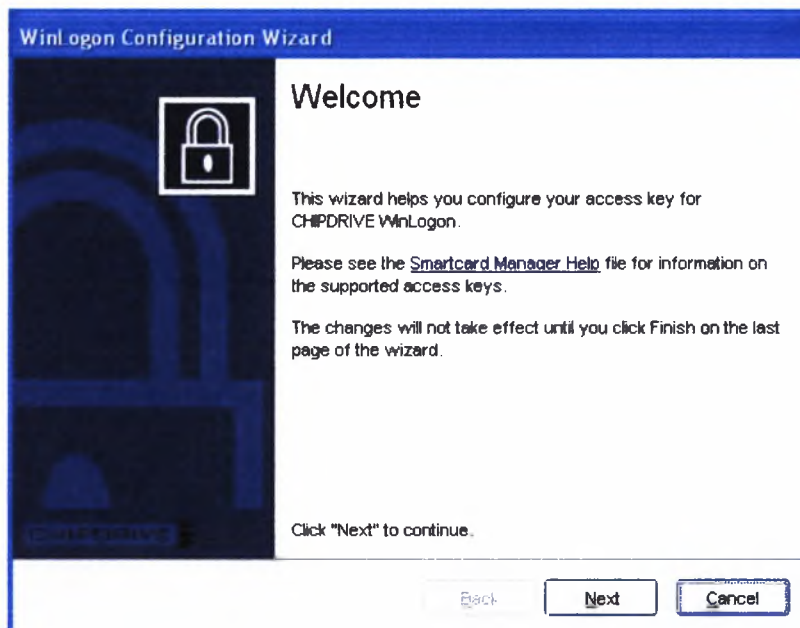 WinLogon Configuration Wizard
Welcome
This wizard helps you configure your access key for
CHIPDRIVE WinLogon.
Please see the Smartcard Manager Help file for information on
the supported access keys.
The changes will not take effect until you click Finish on the last
page of the wizard.
CHIPDRIVE
Click "Next" to continue.
Back
Next
Cancel